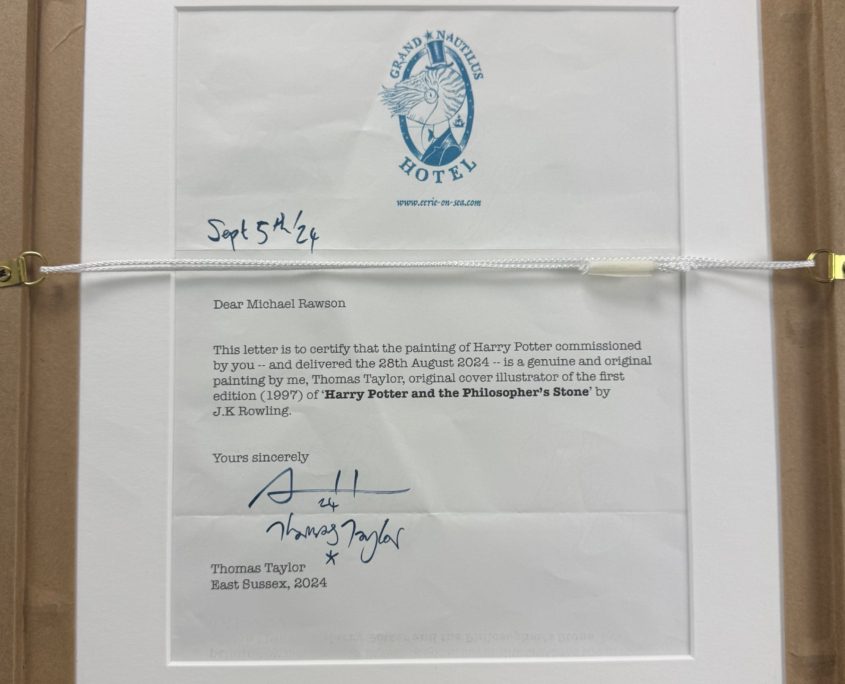 GRAND ★ NAUTILUS
HOTEL
www.eerie-on-sea.com
Sept 5th/24
Dear Michael Rawson
This letter is to certify that the painting of Harry Potter commissioned
by you -- and delivered the 28th August 2024 -- is a genuine and original
painting by me, Thomas Taylor, original cover illustrator of the first
edition (1997) of ‘Harry Potter and the Philosopher's Stone’ by
J.K Rowling.
Yours sincerely
24
Thomas Taylor
Thomas Taylor
East Sussex, 2024